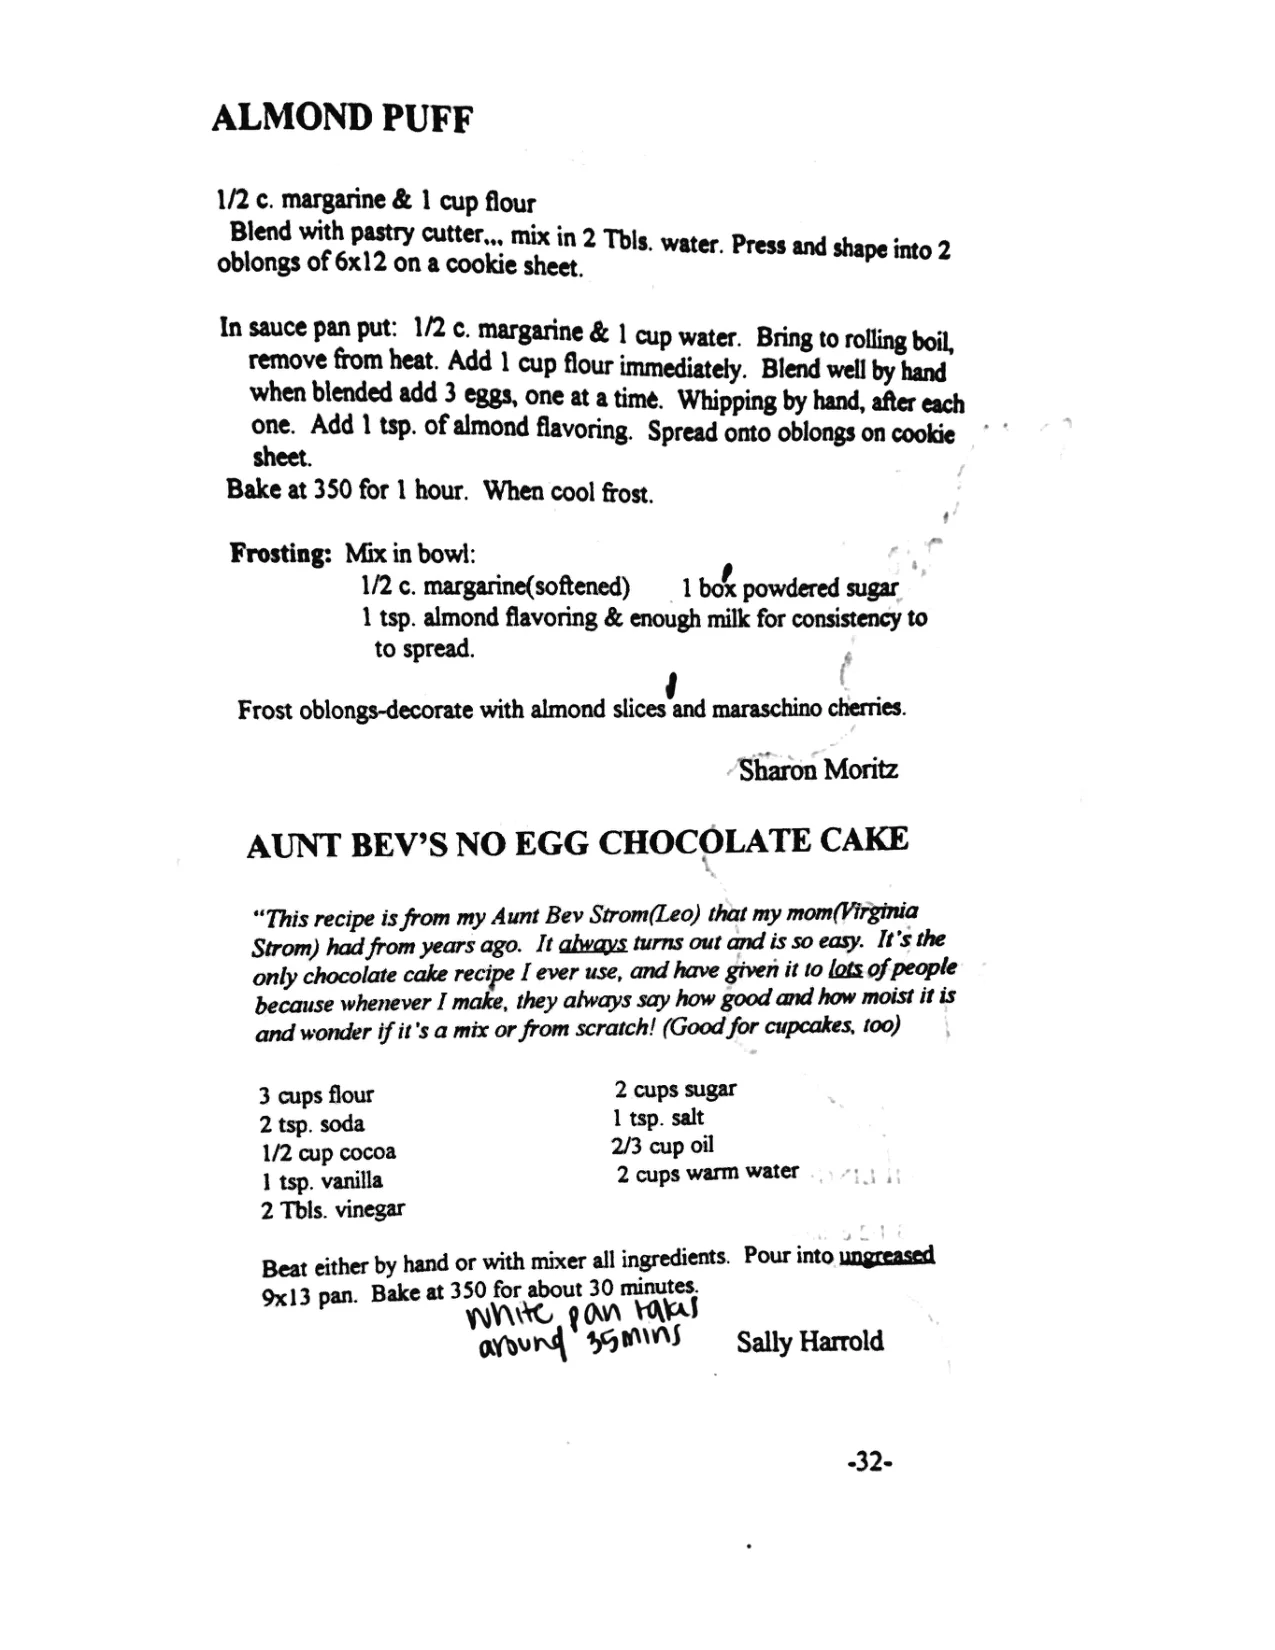 ALMOND PUFF
1/2 c. margarine & 1 cup flour
Blend with pastry cutter,,, mix in 2 Tbls. water. Press and shape into 2
oblongs of 6x12 on a cookie sheet.
In sauce pan put: 1/2 c. margarine & 1 cup water. Bring to rolling boil,
remove from heat. Add 1 cup flour immediately. Blend well by hand
when blended add 3 eggs, one at a time. Whipping by hand, after each
one. Add 1 tsp. of almond flavoring. Spread onto oblongs on cookie
sheet.
Bake at 350 for 1 hour. When cool frost.
Frosting: Mix in bowl:
1/2 c. margarine(softened) 1 box powdered sugar
1 tsp. almond flavoring & enough milk for consistency to
to spread.
Frost oblongs-decorate with almond slices and maraschino cherries.
Sharon Moritz
AUNT BEV'S NO EGG CHOCOLATE CAKE
"This recipe is from my Aunt Bev Strom(Leo) that my mom(Virginia
Strom) had from years ago. It always turns out and is so easy. It's the
only chocolate cake recipe I ever use, and have given it to lots of people
because whenever I make, they always say how good and how moist it is
and wonder if it's a mix or from scratch! (Good for cupcakes, too)
3 cups flour 2 cups sugar
2 tsp. soda 1 tsp. salt
1/2 cup cocoa 2/3 cup oil
1 tsp. vanilla 2 cups warm water
2 Tbls. vinegar
Beat either by hand or with mixer all ingredients. Pour into ungreased
9x13 pan. Bake at 350 for about 30 minutes.
White pan takes
around 35 mins
Sally Harrold
-32-